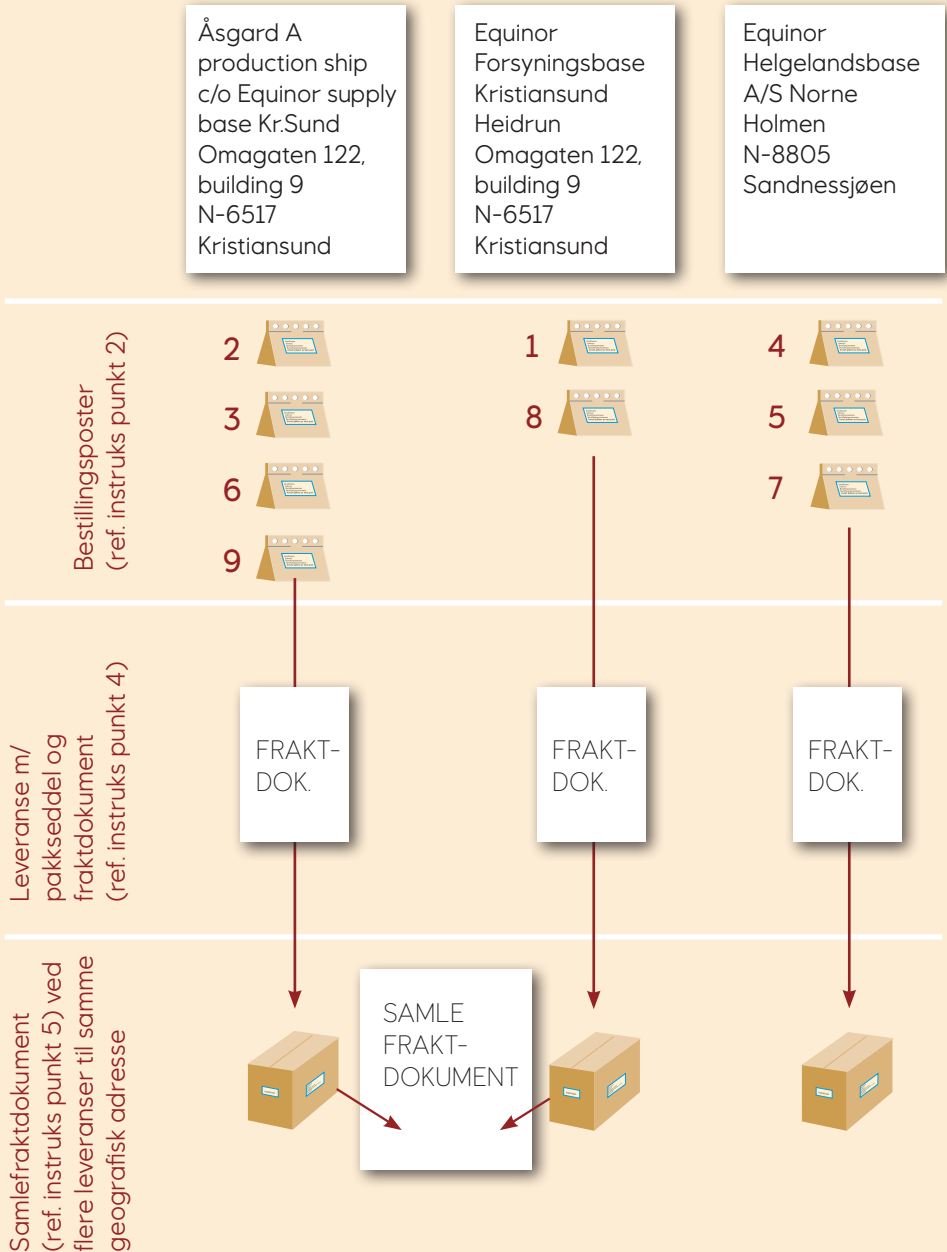 Åsgard A
production ship
c/o Equinor supply
base Kr.Sund
Omagaten 122,
building 9
N-6517
Kristiansund
Equinor
Forsyningsbase
Kristiansund
Heidrun
Omagaten 122,
building 9
N-6517
Kristiansund
Equinor
Helgelandsbase
A/S Norne
Holmen
N-8805
Sandnessjøen
Bestillingsposter
(ref. instruks punkt 2)
2
3
6
9
1
8
4
5
7
Leveranse m/
pakkseddel og
fraktdokument
(ref. instruks punkt 4)
FRAKT-
DOK.
FRAKT-
DOK.
FRAKT-
DOK.
Samlefraktdokument
(ref. instruks punkt 5) ved
flere leveranser til samme
geografisk adresse
SAMLE
FRAKT-
DOKUMENT